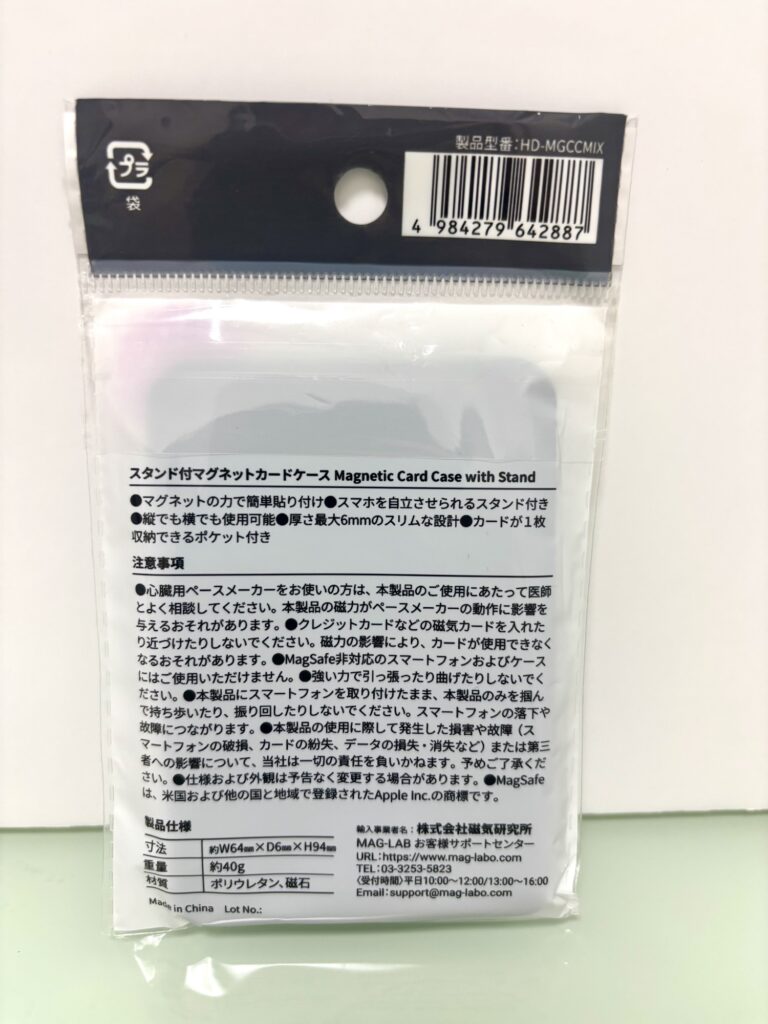 プラ
袋
製品型番:HD-MGCCMIX
4 984279 642887
スタンド付マグネットカードケース Magnetic Card Case with Stand
●マグネットの力で簡単貼り付け●スマホを自立させられるスタンド付き
●縦でも横でも使用可能●厚さ最大6mmのスリムな設計●カードが1枚
収納できるポケット付き
注意事項
●心臓用ペースメーカーをお使いの方は、本製品のご使用にあたって医師
とよく相談してください。本製品の磁力がペースメーカーの動作に影響を
与えるおそれがあります。●クレジットカードなどの磁気カードを入れた
り近づけたりしないでください。磁力の影響により、カードが使用できなく
なるおそれがあります。●MagSafe非対応のスマートフォンおよびケース
にはご使用いただけません。●強い力で引っ張ったり曲げたりしないでく
ださい。●本製品にスマートフォンを取り付けたまま、本製品のみを掴ん
で持ち歩いたり、振り回したりしないでください。スマートフォンの落下や
故障につながります。●本製品の使用に際して発生した損害や故障（ス
マートフォンの破損、カードの紛失、データの損失・消失など）または第三
者への影響について、当社は一切の責任を負いかねます。予めご了承くだ
さい。●仕様および外観は予告なく変更する場合があります。●MagSafe
は、米国および他の国と地域で登録されたApple Inc.の商標です。
製品仕様
寸法 約W64mm×D6mm×H94mm
重量 約40g
材質 ポリウレタン、磁石
Made in China Lot No.:
輸入事業者名:株式会社磁気研究所
MAG-LAB お客様サポートセンター
URL:https://www.mag-labo.com
TEL:03-3253-5823
〈受付時間〉平日10:00〜12:00/13:00〜16:00
Email:support@mag-labo.com